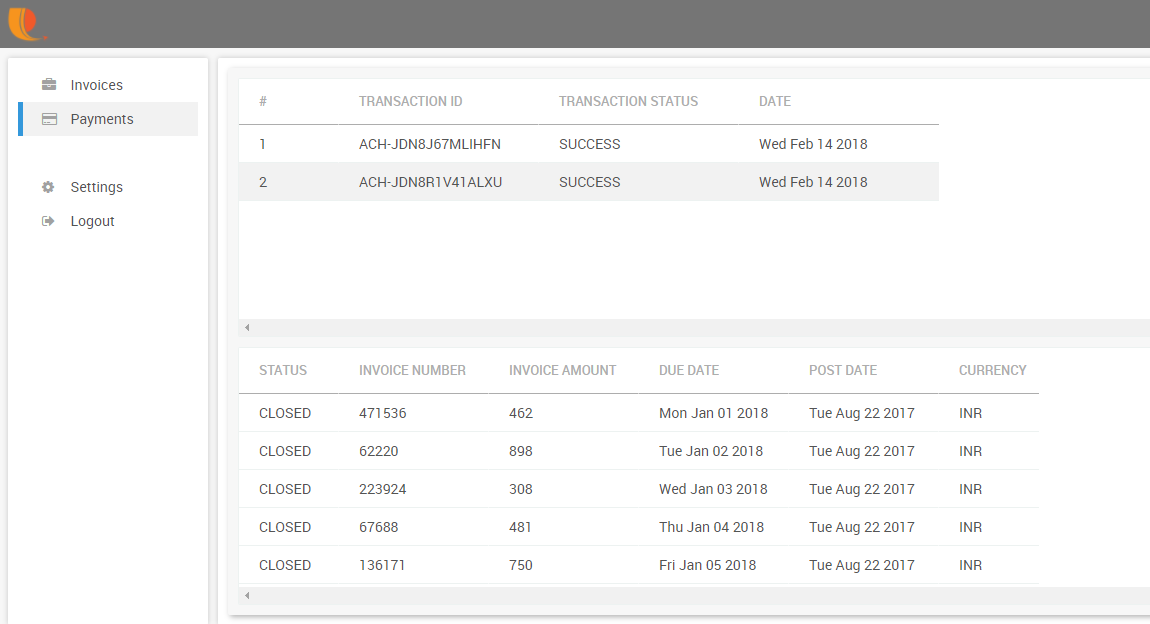 Invoices
Payments
Settings
Logout
# TRANSACTION ID TRANSACTION STATUS DATE
1 ACH-JDN8J67MLIHFN SUCCESS Wed Feb 14 2018
2 ACH-JDN8R1V41ALXU SUCCESS Wed Feb 14 2018
STATUS INVOICE NUMBER INVOICE AMOUNT DUE DATE POST DATE CURRENCY
CLOSED 471536 462 Mon Jan 01 2018 Tue Aug 22 2017 INR
CLOSED 62220 898 Tue Jan 02 2018 Tue Aug 22 2017 INR
CLOSED 223924 308 Wed Jan 03 2018 Tue Aug 22 2017 INR
CLOSED 67688 481 Thu Jan 04 2018 Tue Aug 22 2017 INR
CLOSED 136171 750 Fri Jan 05 2018 Tue Aug 22 2017 INR